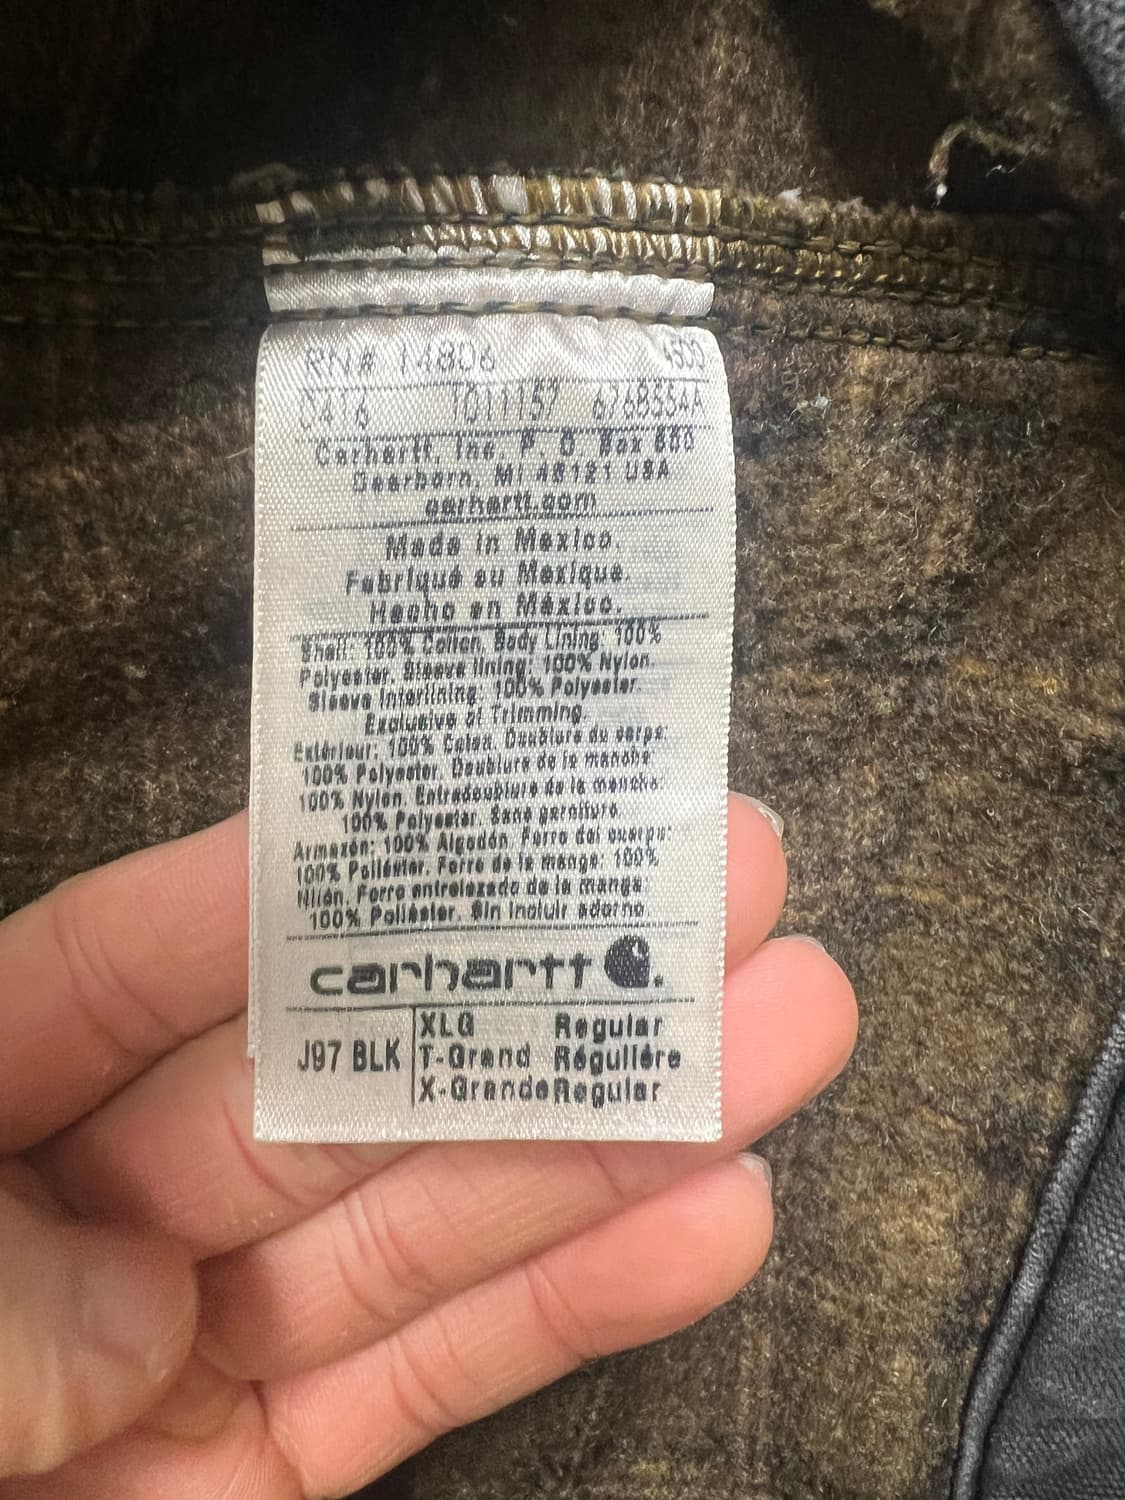 RN# 14806
0416 1011157 676B554A
Carhartt, Inc. P. O. Box 600
Dearborn, MI 48121 USA
carhartt.com
Made in Mexico.
Fabriqué au Mexique.
Hecho en México.
Shell: 100% Cotton, Body Lining: 100%
Polyester, Sleeve lining: 100% Nylon.
Sleeve Interlining: 100% Polyester.
Exclusive of Trimming
Extérieur: 100% Coton, Doublure du corps:
100% Polyester, Doublure de la manche
100% Nylon, Entredoublure de la manche:
100% Polyester. Sans garniture.
Armazón: 100% Algodón Forro del cuerpo:
100% Poliéster. Forro de la manga: 100%
Nilón. Forro entrelazado de la manga:
100% Poliéster. Sin incluir adorno.
carhartt
J97 BLK
XLG Regular
T-Grand Régulière
X-Grande Regular